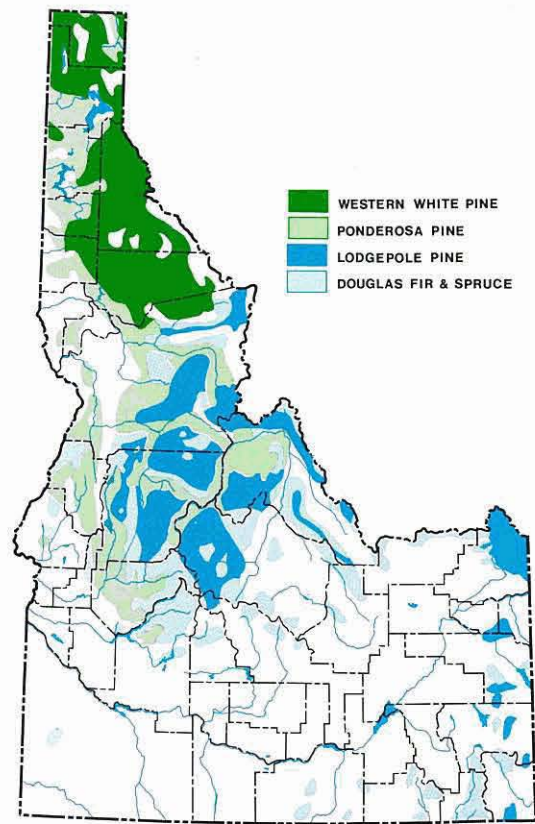 WESTERN WHITE PINE
PONDEROSA PINE
LODGEPOLE PINE
DOUGLAS FIR & SPRUCE